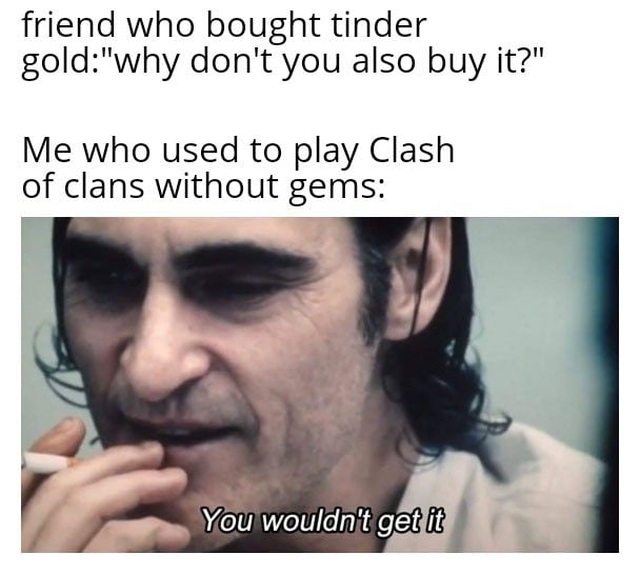 friend who bought tinder
gold:"why don't you also buy it?"
Me who used to play Clash
of clans without gems:
You wouldn't get it